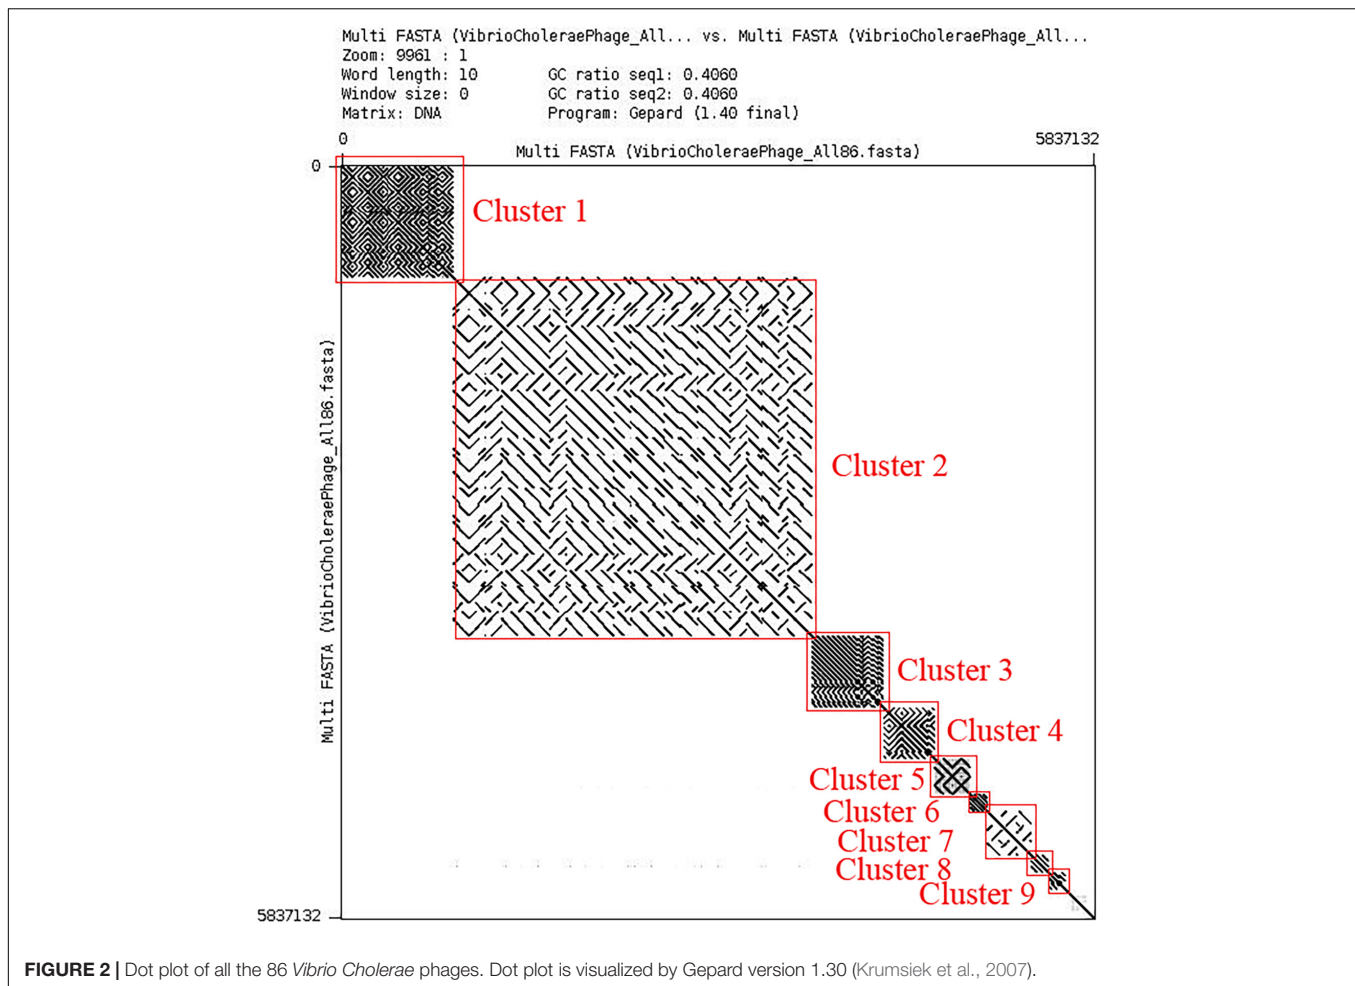 Multi FASTA (VibrioCholeraePhage_All... vs. Multi FASTA (VibrioCholeraePhage_All...
Zoom: 9961 : 1
Word length: 10 GC ratio seq1: 0.4060
Window size: 0 GC ratio seq2: 0.4060
Matrix: DNA Program: Gepard (1.40 final)
0 5837132
Multi FASTA (VibrioCholeraePhage_All86.fasta)
0
Cluster 1
Multi FASTA (VibrioCholeraePhage_All86.fasta)
Cluster 2
Cluster 3
Cluster 4
Cluster 5
Cluster 6
Cluster 7
Cluster 8
Cluster 9
5837132
FIGURE 2 | Dot plot of all the 86 Vibrio Cholerae phages. Dot plot is visualized by Gepard version 1.30 (Krumsiek et al., 2007).